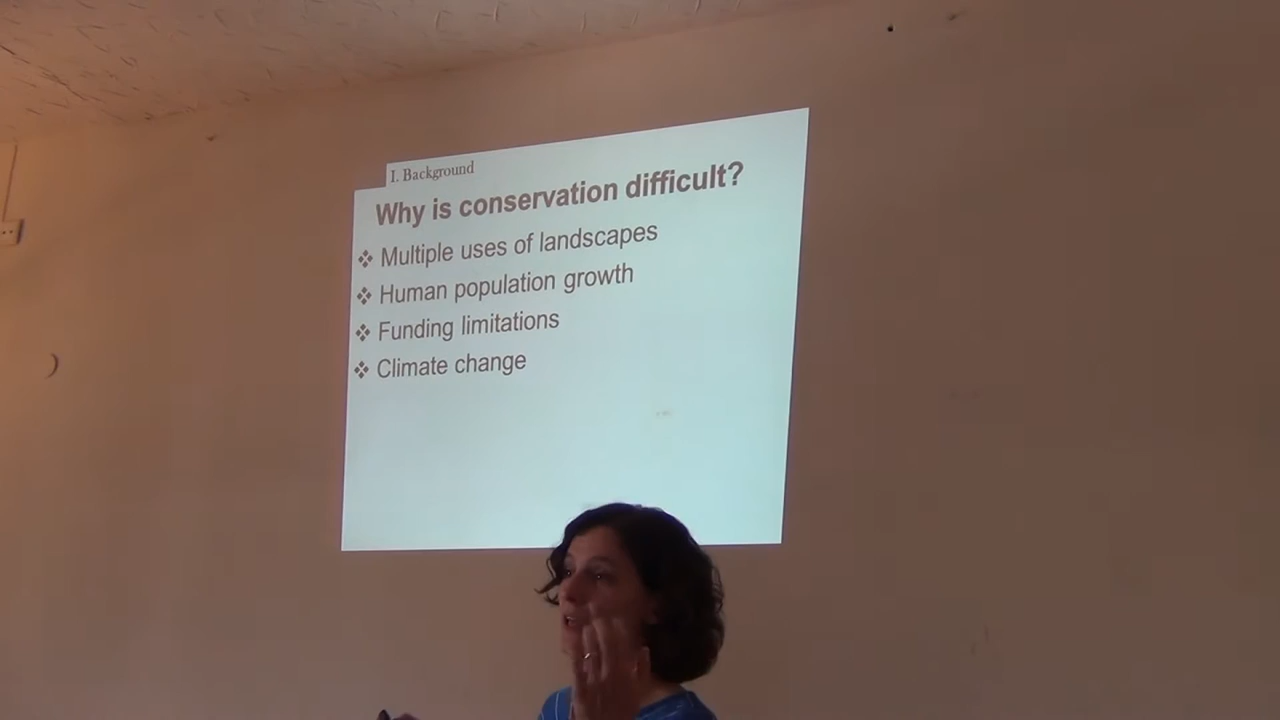 I. Background
Why is conservation difficult?
❖ Multiple uses of landscapes
❖ Human population growth
❖ Funding limitations
❖ Climate change